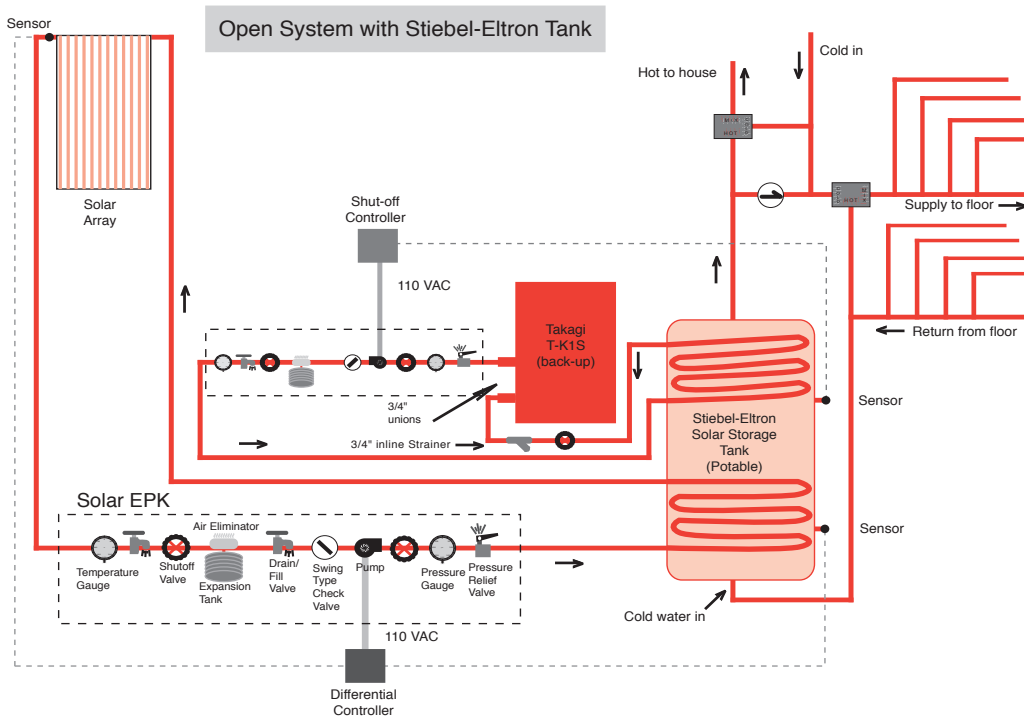 Open System with Stiebel-Eltron Tank
Sensor
Cold in
Hot to house
MIX
HOT
COLD
COLD
HOT
MIX
Solar
Array
Supply to floor
Shut-off
Controller
110 VAC
Takagi
T-K1S
(back-up)
Return from floor
3/4"
unions
3/4" inline Strainer
Sensor
Stiebel-Eltron
Solar Storage
Tank
(Potable)
Solar EPK
Air Eliminator
Sensor
Temperature
Gauge
Shutoff
Valve
Expansion
Tank
Drain/
Fill
Valve
Swing
Type
Check
Valve
Pump
Pressure
Gauge
Pressure
Relief
Valve
Cold water in
110 VAC
Differential
Controller